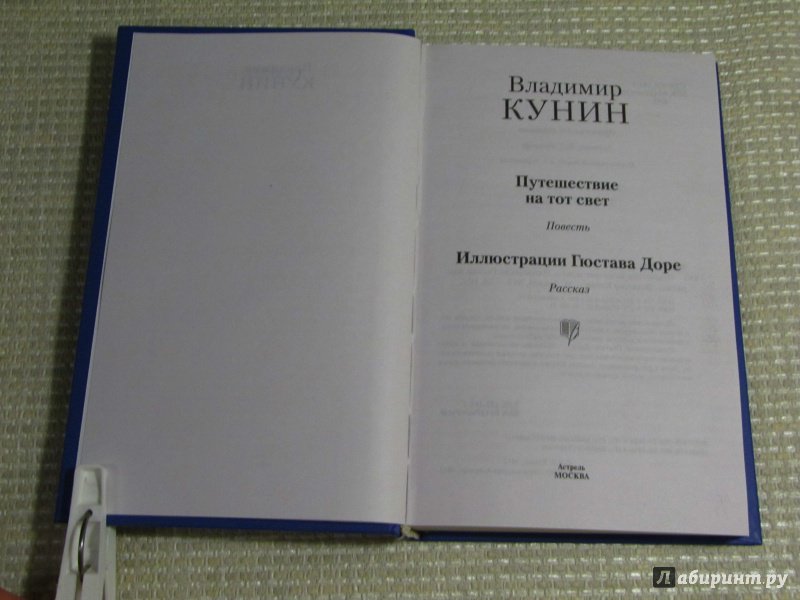 Владимир
КУНИН
Путешествие
на тот свет
Повесть
Иллюстрации Гюстава Доре
Рассказ
Астрель
МОСКВА
Лабиринт.ру